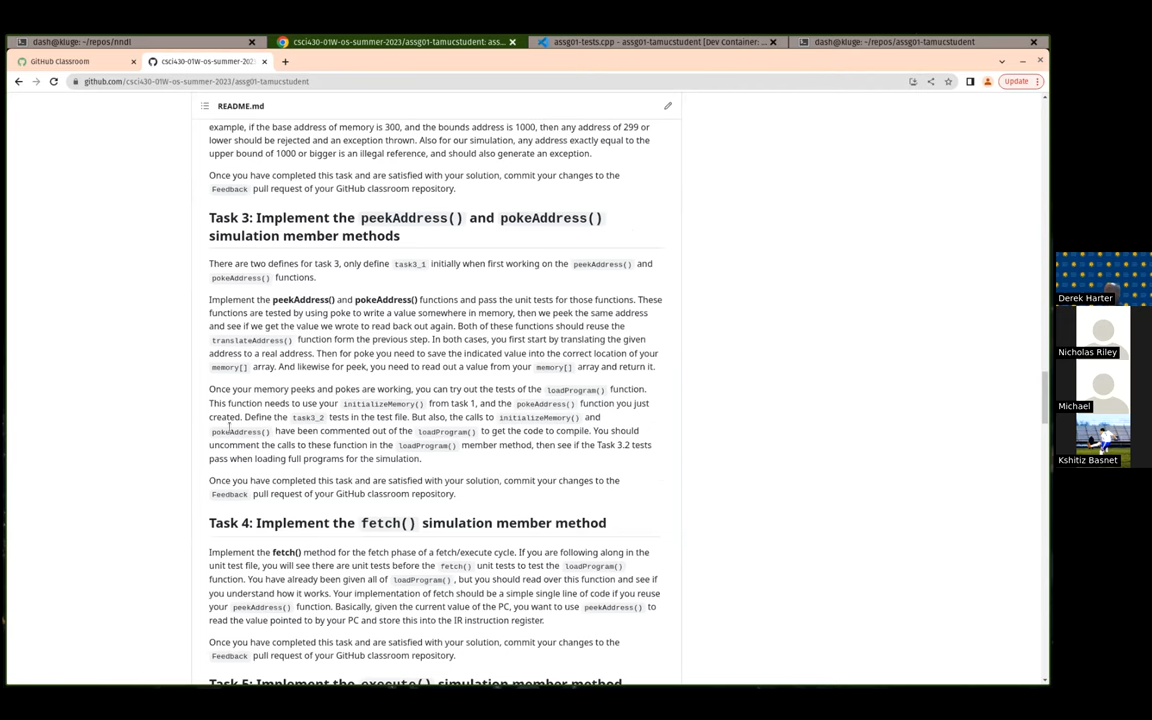 dash@kluge: ~/repos/nndl
csci430-01W-os-summer-2023/assg01-tamucstudent: ass...
assg01-tests.cpp - assg01-tamucstudent [Dev Container: ...
dash@kluge: ~/repos/assg01-tamucstudent
GitHub Classroom
csci430-01W-os-summer-202
github.com/csci430-01W-os-summer-2023/assg01-tamucstudent
Update
README.md
example, if the base address of memory is 300, and the bounds address is 1000, then any address of 299 or
lower should be rejected and an exception thrown. Also for our simulation, any address exactly equal to the
upper bound of 1000 or bigger is an illegal reference, and should also generate an exception.
Once you have completed this task and are satisfied with your solution, commit your changes to the
Feedback pull request of your GitHub classroom repository.
Task 3: Implement the peekAddress() and pokeAddress()
simulation member methods
There are two defines for task 3, only define task3_1 initially when first working on the peekAddress() and
pokeAddress() functions.
Implement the peekAddress() and pokeAddress() functions and pass the unit tests for those functions. These
functions are tested by using poke to write a value somewhere in memory, then we peek the same address
and see if we get the value we wrote to read back out again. Both of these functions should reuse the
translateAddress() function form the previous step. In both cases, you first start by translating the given
address to a real address. Then for poke you need to save the indicated value into the correct location of your
memory[] array. And likewise for peek, you need to read out a value from your memory[] array and return it.
Once your memory peeks and pokes are working, you can try out the tests of the loadProgram() function.
This function needs to use your initializeMemory() from task 1, and the pokeAddress() function you just
created. Define the task3_2 tests in the test file. But also, the calls to initializeMemory() and
pokeAddress() have been commented out of the loadProgram() to get the code to compile. You should
uncomment the calls to these function in the loadProgram() member method, then see if the Task 3.2 tests
pass when loading full programs for the simulation.
Once you have completed this task and are satisfied with your solution, commit your changes to the
Feedback pull request of your GitHub classroom repository.
Task 4: Implement the fetch() simulation member method
Implement the fetch() method for the fetch phase of a fetch/execute cycle. If you are following along in the
unit test file, you will see there are unit tests before the fetch() unit tests to test the loadProgram()
function. You have already been given all of loadProgram() , but you should read over this function and see if
you understand how it works. Your implementation of fetch should be a simple single line of code if you reuse
your peekAddress() function. Basically, given the current value of the PC, you want to use peekAddress() to
read the value pointed to by your PC and store this into the IR instruction register.
Once you have completed this task and are satisfied with your solution, commit your changes to the
Feedback pull request of your GitHub classroom repository.
Task 5: Implement the execute() simulation member method
Derek Harter
Nicholas Riley
Michael
Kshitiz Basnet